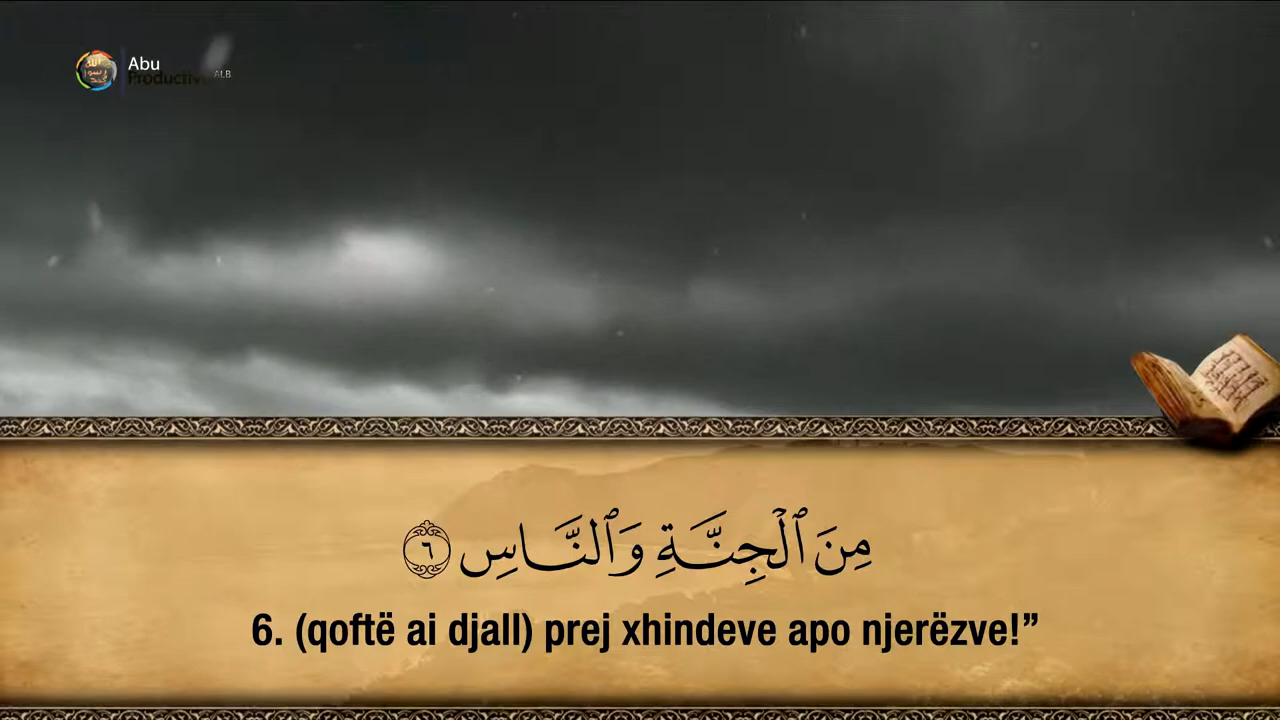 Abu
Productive ALB
مِنَ ٱلْجِنَّةِ وَٱلنَّاسِ ٦
6. (qoftë ai djall) prej xhindeve apo njerëzve!”